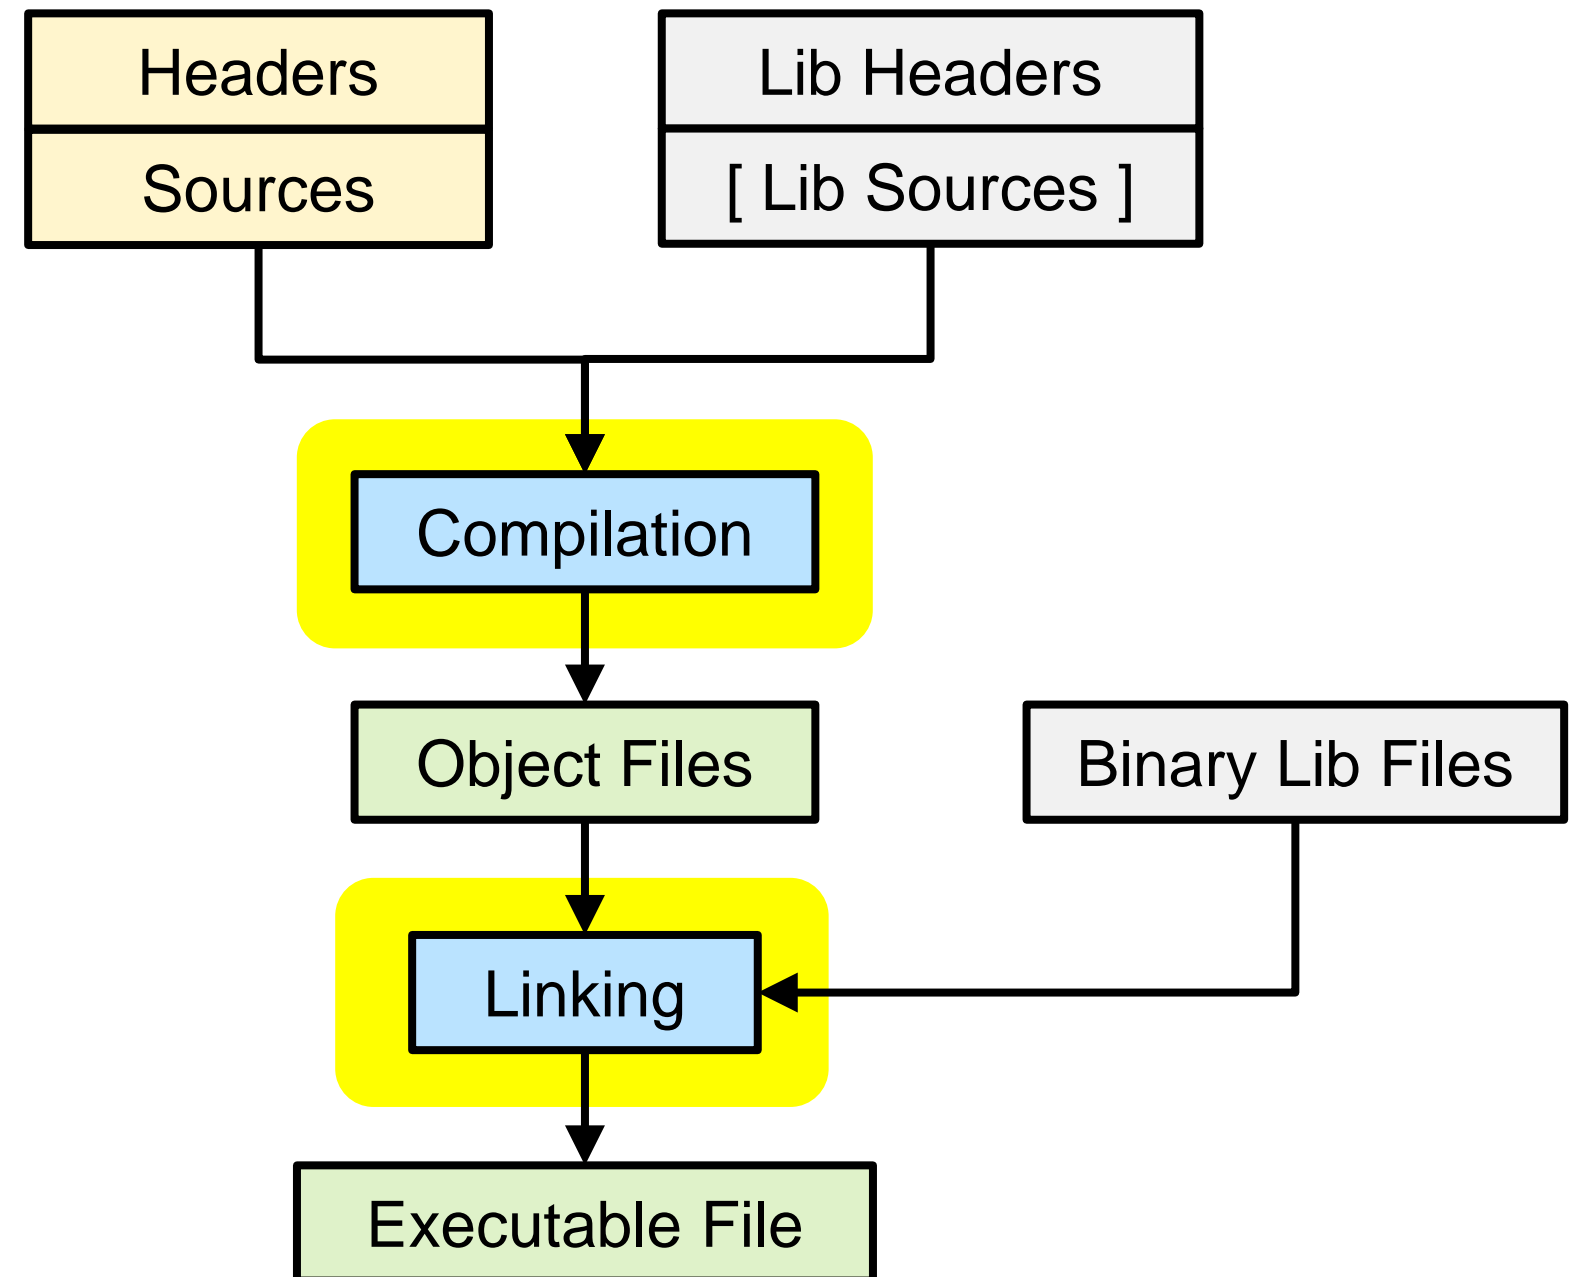 Headers
Sources
Lib Headers
[ Lib Sources ]
Compilation
Object Files
Binary Lib Files
Linking
Executable File